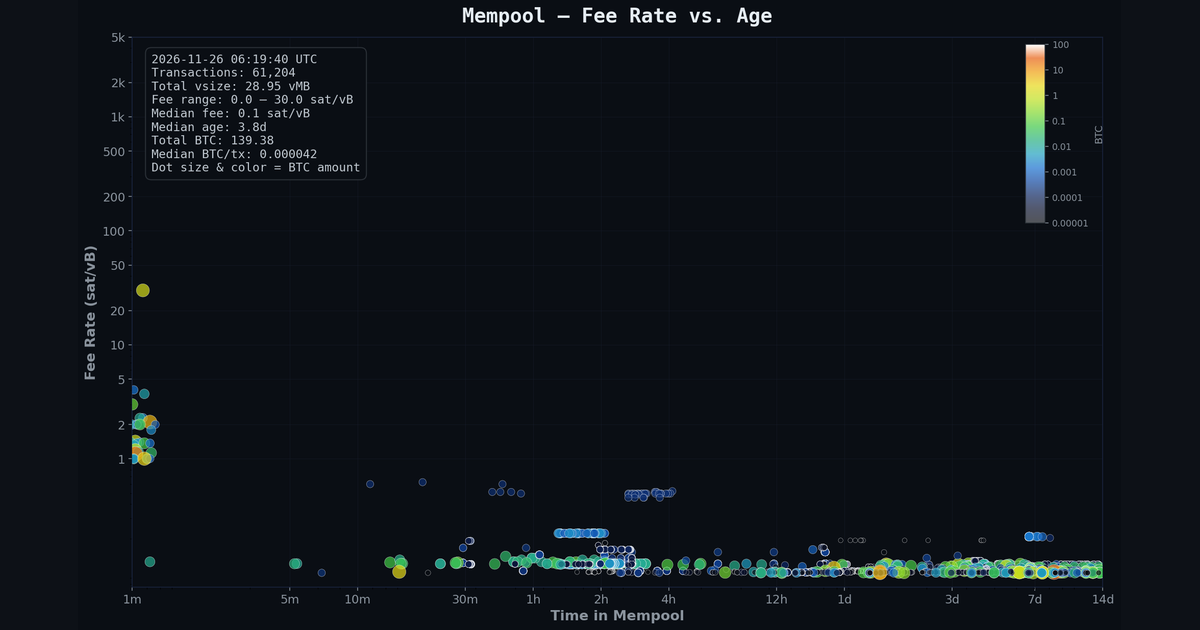 Mempool — Fee Rate vs. Age
2026-11-26 06:19:40 UTC
Transactions: 61,204
Total vsize: 28.95 vMB
Fee range: 0.0 – 30.0 sat/vB
Median fee: 0.1 sat/vB
Median age: 3.8d
Total BTC: 139.38
Median BTC/tx: 0.000042
Dot size & color = BTC amount
100
10
1
0.1
0.01
0.001
0.0001
0.00001
BTC
5k
2k
1k
500
200
100
50
20
10
5
2
1
Fee Rate (sat/vB)
1m
5m
10m
30m
1h
2h
4h
12h
1d
3d
7d
14d
Time in Mempool